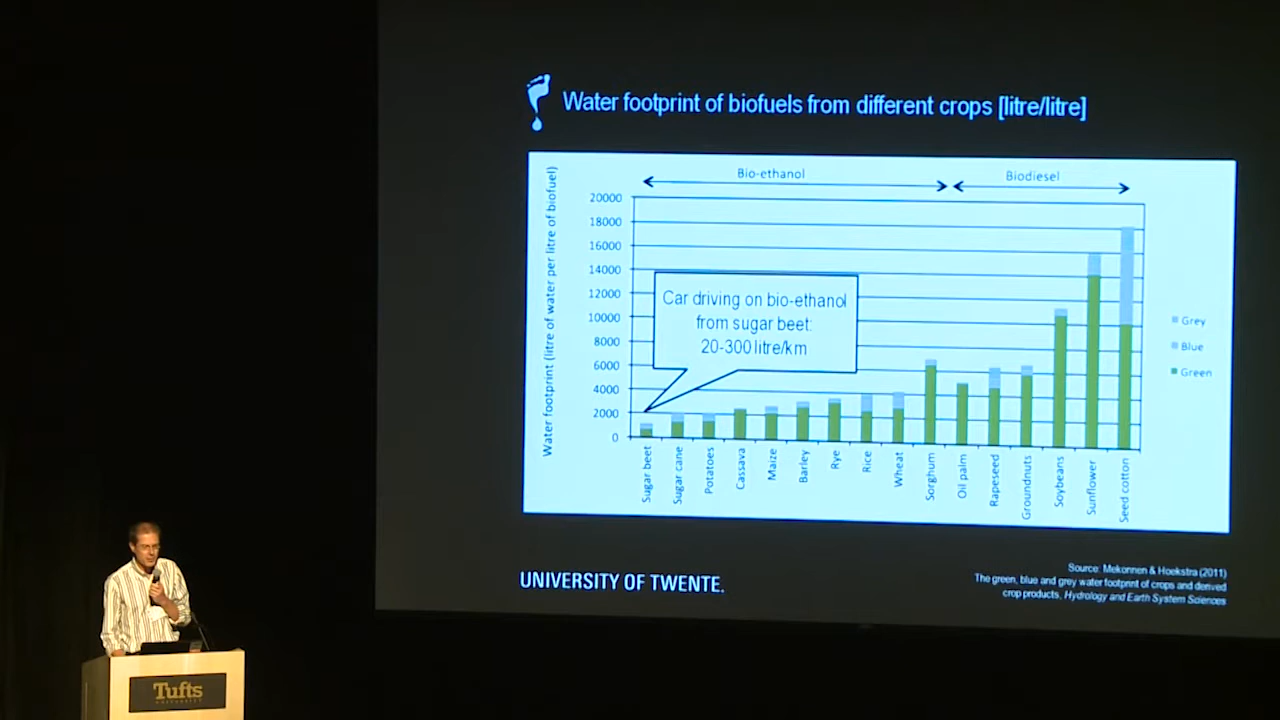 Water footprint of biofuels from different crops [litre/litre]
Bio-ethanol
Biodiesel
Water footprint (litre of water per litre of biofuel)
20000
18000
16000
14000
12000
10000
8000
6000
4000
2000
0
Car driving on bio-ethanol
from sugar beet:
20-300 litre/km
Grey
Blue
Green
Sugar beet
Sugar cane
Potatoes
Cassava
Maize
Barley
Rye
Rice
Wheat
Sorghum
Oil palm
Rapeseed
Groundnuts
Soybeans
Sunflower
Seed cotton
UNIVERSITY OF TWENTE.
Source: Mekonnen & Hoekstra (2011)
The green, blue and grey water footprint of crops and derived
crop products, Hydrology and Earth System Sciences
Tufts
UNIVERSITY